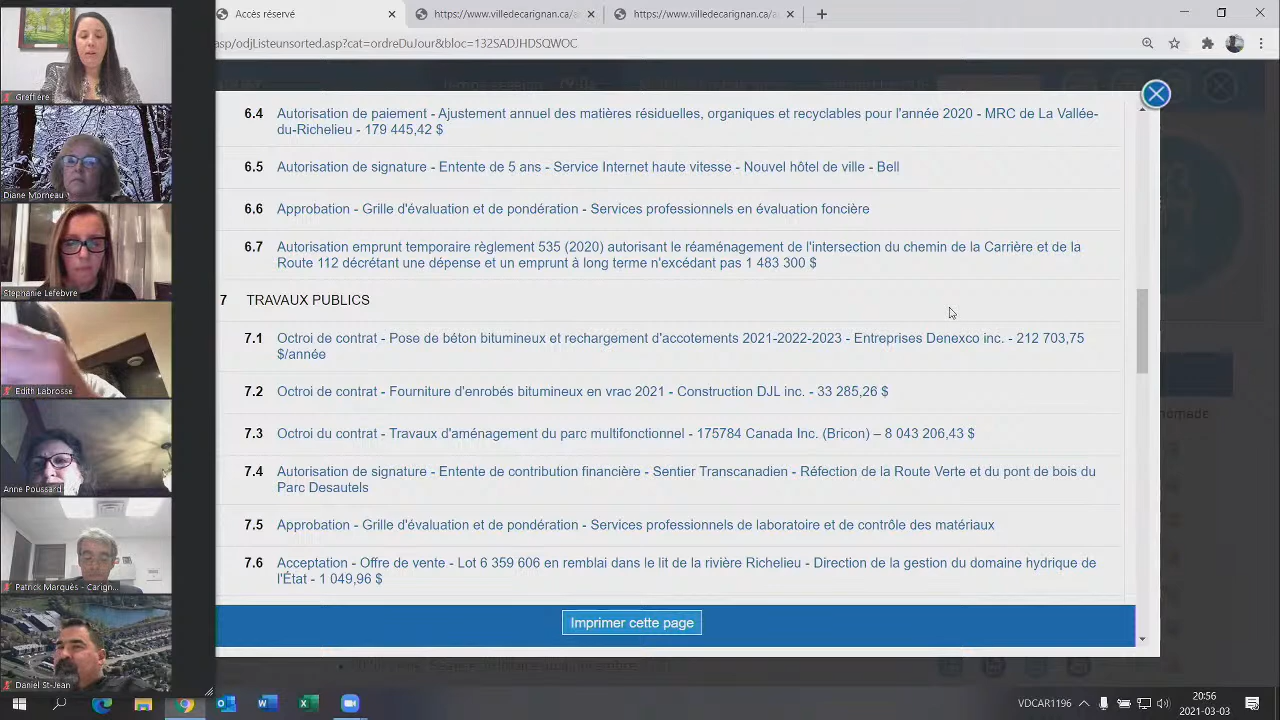 Accès réservé
https://www.villedecarignan.ca/
https://www.villedecarignan.ca/
asp/odjListeunsorted.asp?cat=ordreDuJour&
6.4 Autorisation de paiement - Ajustement annuel des matières résiduelles, organiques et recyclables pour l'année 2020 - MRC de La Vallée-
du-Richelieu - 179 445,42 $
6.5 Autorisation de signature - Entente de 5 ans - Service Internet haute vitesse - Nouvel hôtel de ville - Bell
6.6 Approbation - Grille d'évaluation et de pondération - Services professionnels en évaluation foncière
6.7 Autorisation emprunt temporaire règlement 535 (2020) autorisant le réaménagement de l'intersection du chemin de la Carrière et de la
Route 112 décrétant une dépense et un emprunt à long terme n'excédant pas 1 483 300 $
7 TRAVAUX PUBLICS
7.1 Octroi de contrat - Pose de béton bitumineux et rechargement d'accotements 2021-2022-2023 - Entreprises Denexco inc. - 212 703,75
$/année
7.2 Octroi de contrat - Fourniture d'enrobés bitumineux en vrac 2021 - Construction DJL inc. - 33 285,26 $
7.3 Octroi du contrat - Travaux d'aménagement du parc multifonctionnel - 175784 Canada Inc. (Bricon) – 8 043 206,43 $
7.4 Autorisation de signature - Entente de contribution financière - Sentier Transcanadien - Réfection de la Route Verte et du pont de bois du
Parc Desautels
7.5 Approbation - Grille d'évaluation et de pondération - Services professionnels de laboratoire et de contrôle des matériaux
7.6 Acceptation - Offre de vente - Lot 6 359 606 en remblai dans le lit de la rivière Richelieu - Direction de la gestion du domaine hydrique de
l'État - 1 049,96 $
Imprimer cette page
Greffière
Diane Morneau
Stéphanie Lefebvre
Edith Labrosse
Anne Poussard
Patrick Marquès - Carign...
Daniel St-Jean
VDCAR1196
20:56
2021-03-03